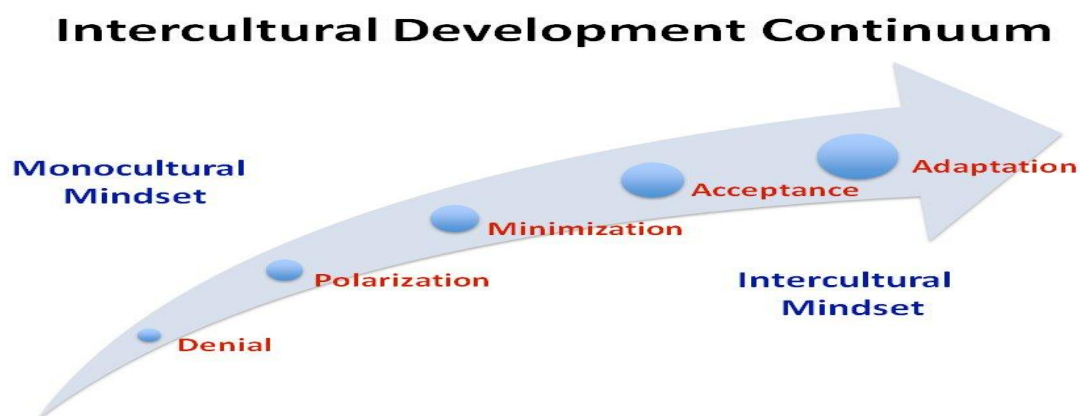 Intercultural Development Continuum
Monocultural
Mindset
Adaptation
Acceptance
Minimization
Polarization
Intercultural
Mindset
Denial